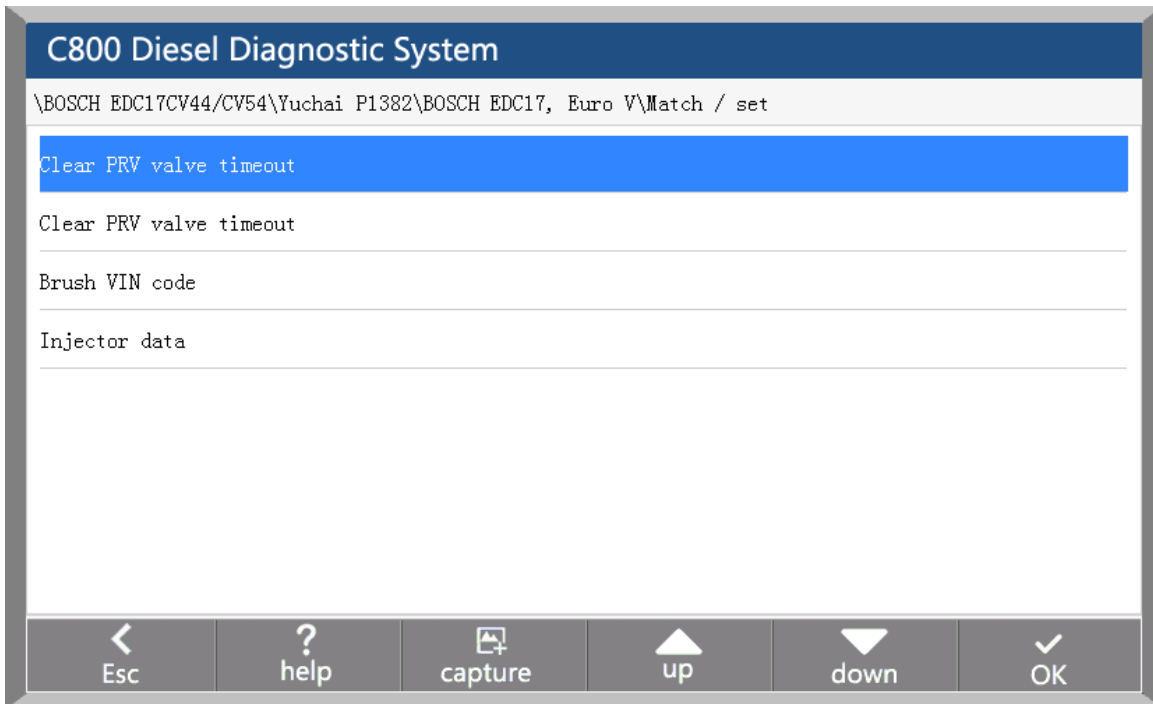 C800 Diesel Diagnostic System
\BOSCH EDC17CV44/CV54\Yuchai P1382\BOSCH EDC17, Euro V\Match / set
Clear PRV valve timeout
Clear PRV valve timeout
Brush VIN code
Injector data
Esc
help
capture
up
down
OK